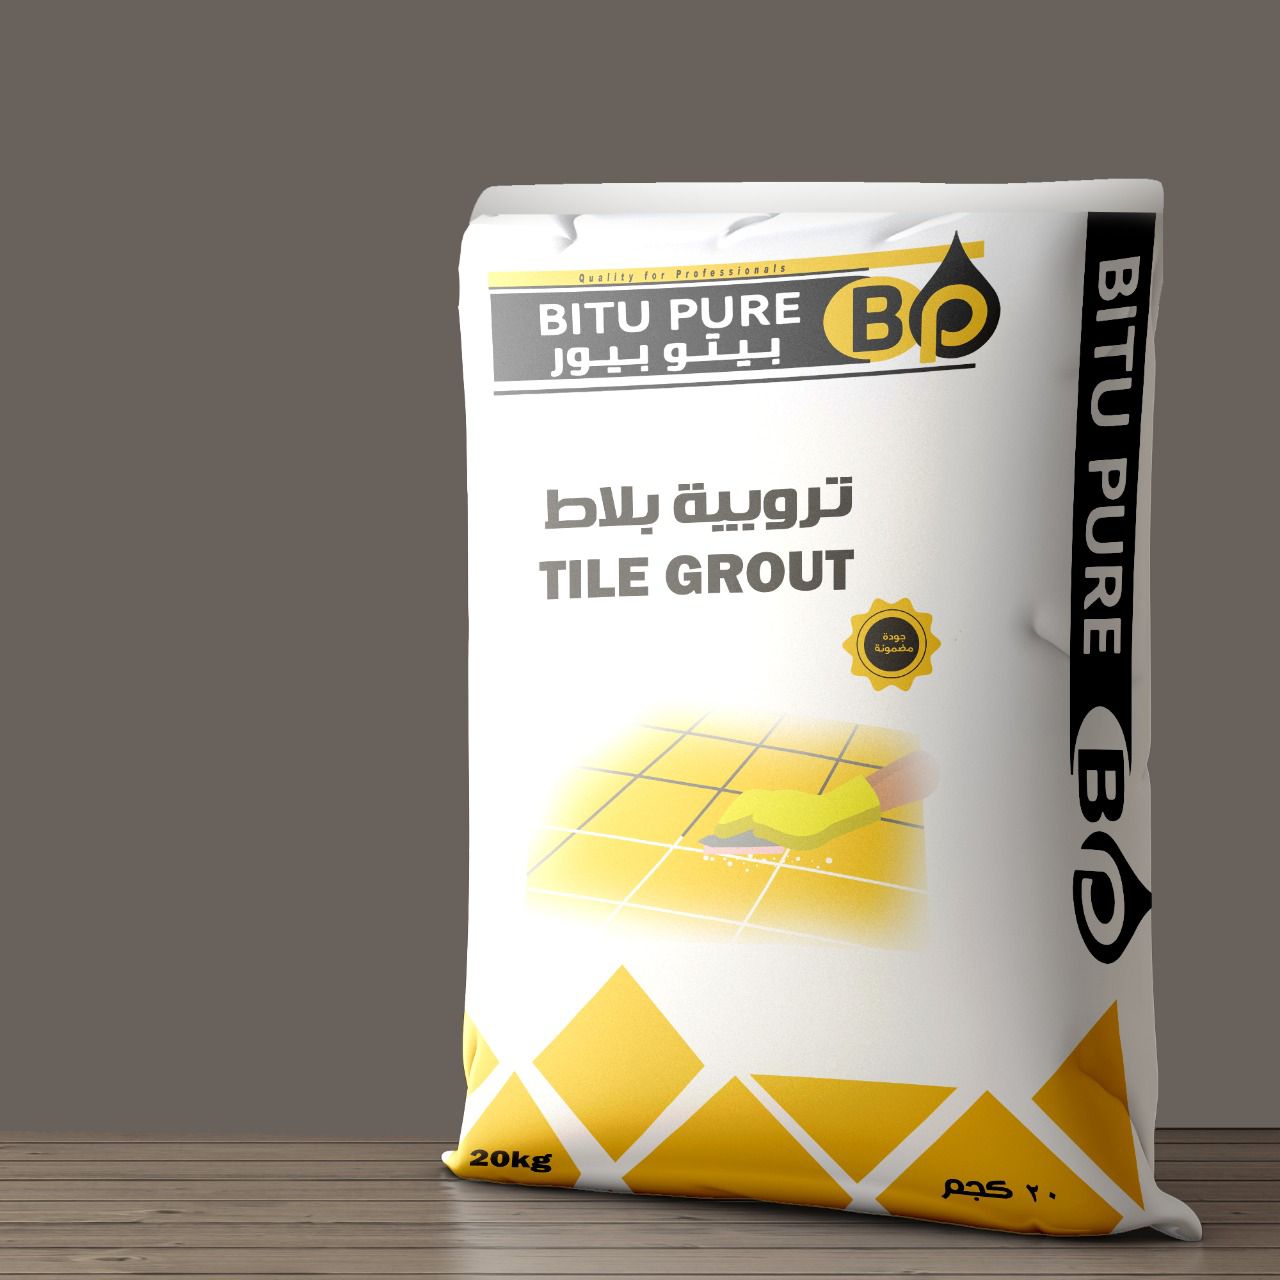 Quality for Professionals
BITU PURE
بيتو بيور
Bp
تروبية بلاط
TILE GROUT
جودة
مضمونة
20kg
٢٠ كجم
BITU PURE Bp